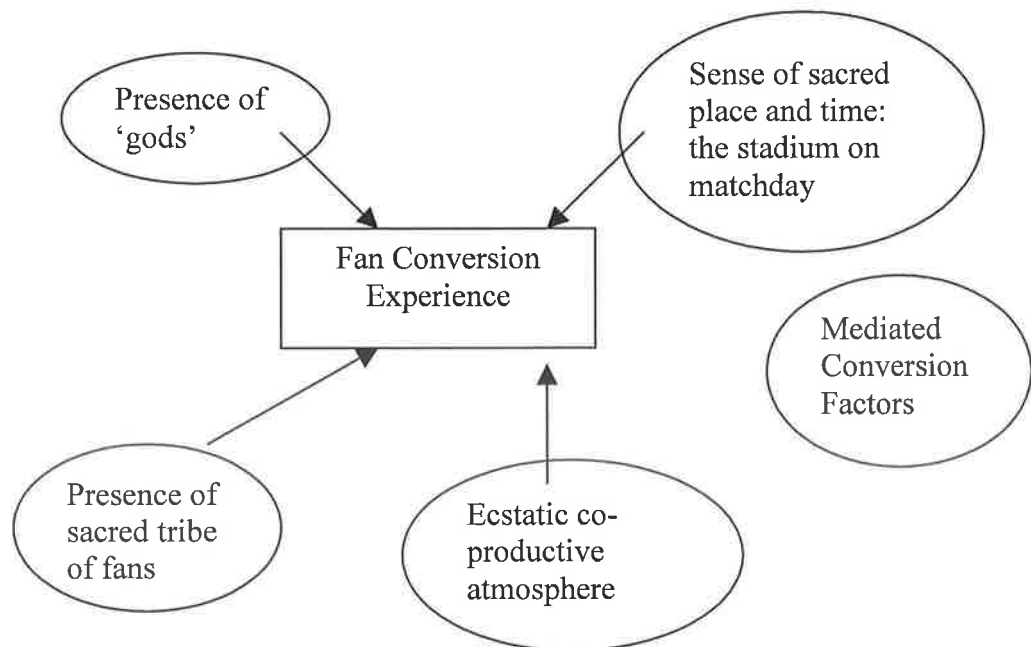 Presence of
‘gods’
Sense of sacred
place and time:
the stadium on
matchday
Fan Conversion
Experience
Mediated
Conversion
Factors
Presence of
sacred tribe
of fans
Ecstatic co-
productive
atmosphere